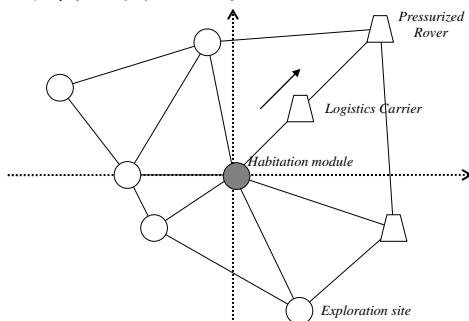 Pressurized
Rover
Logistics Carrier
Habitation module
Exploration site